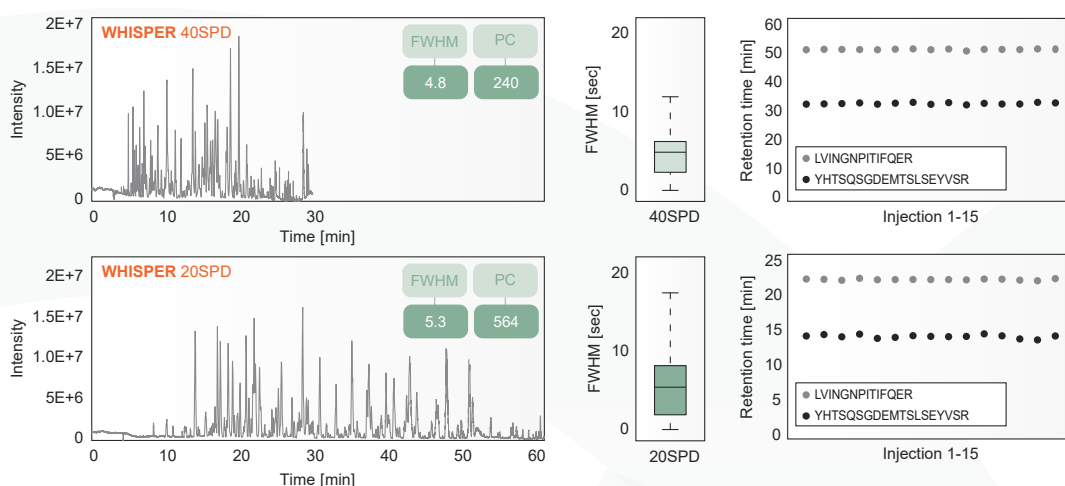 WHISPER 40SPD
Intensity
2E+7
1.5E+7
1.E+7
5E+6
0
FWHM PC
4.8 240
0 10 20 30
Time [min]
FWHM [sec]
20
10
0
40SPD
Retention time [min]
60
50
40
30
20
10
0
LVINGNPITIFQER
YHTSQSGDEMTSLSEYVSR
Injection 1-15
WHISPER 20SPD
Intensity
2E+7
1.5E+7
1.E+7
5E+6
0
FWHM PC
5.3 564
0 10 20 30 40 50 60
Time [min]
FWHM [sec]
20
10
0
20SPD
Retention time [min]
25
20
15
10
5
0
LVINGNPITIFQER
YHTSQSGDEMTSLSEYVSR
Injection 1-15